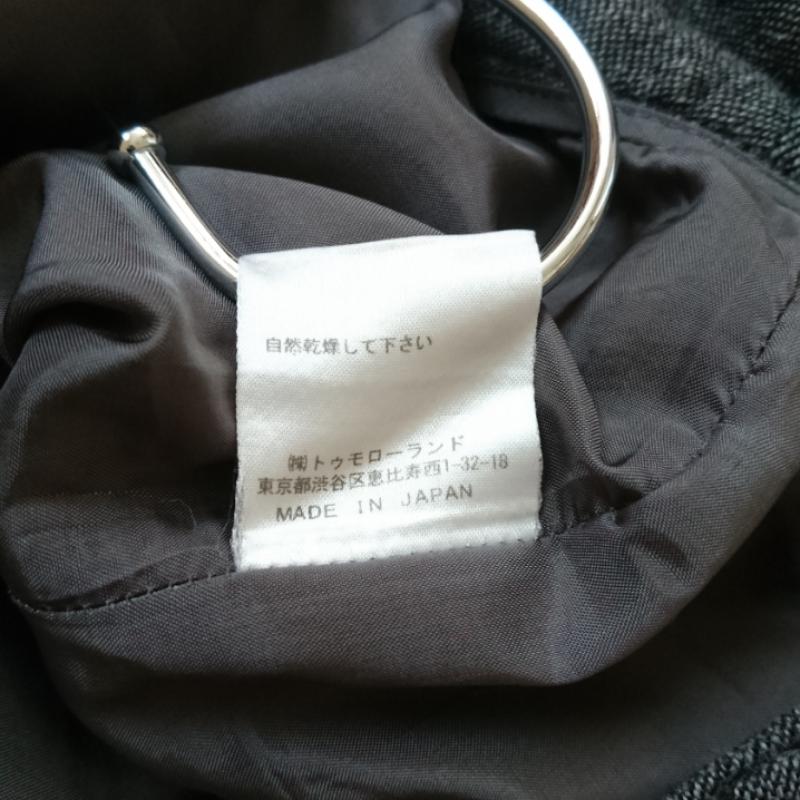 自然乾燥して下さい
㈱トゥモローランド
東京都渋谷区恵比寿西1-32-18
MADE IN JAPAN